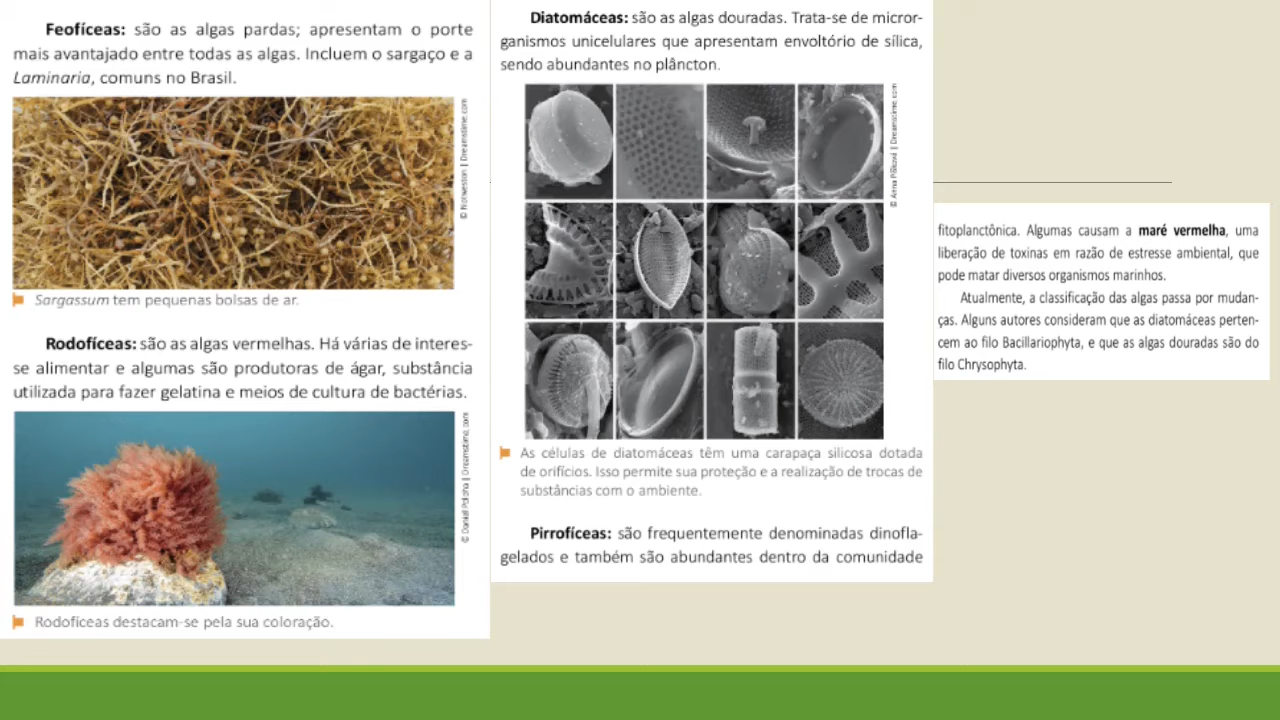 Feofíceas: são as algas pardas; apresentam o porte
mais avantajado entre todas as algas. Incluem o sargaço e a
Laminaria, comuns no Brasil.
© Norweston | Dreamstime.com
Sargassum tem pequenas bolsas de ar.
Rodofíceas: são as algas vermelhas. Há várias de interes-
se alimentar e algumas são produtoras de ágar, substância
utilizada para fazer gelatina e meios de cultura de bactérias.
| Dreamstime.com
Rodofíceas destacam-se pela sua coloração.
Diatomáceas: são as algas douradas. Trata-se de micror-
ganismos unicelulares que apresentam envoltório de sílica,
sendo abundantes no plâncton.
| Dreamstime.com
As células de diatomáceas têm uma carapaça silicosa dotada
de orifícios. Isso permite sua proteção e a realização de trocas de
substâncias com o ambiente.
Pirrofíceas: são frequentemente denominadas dinofla-
gelados e também são abundantes dentro da comunidade
fitoplanctônica. Algumas causam a maré vermelha, uma
liberação de toxinas em razão de estresse ambiental, que
pode matar diversos organismos marinhos.
Atualmente, a classificação das algas passa por mudan-
ças. Alguns autores consideram que as diatomáceas perten-
cem ao filo Bacillariophyta, e que as algas douradas são do
filo Chrysophyta.